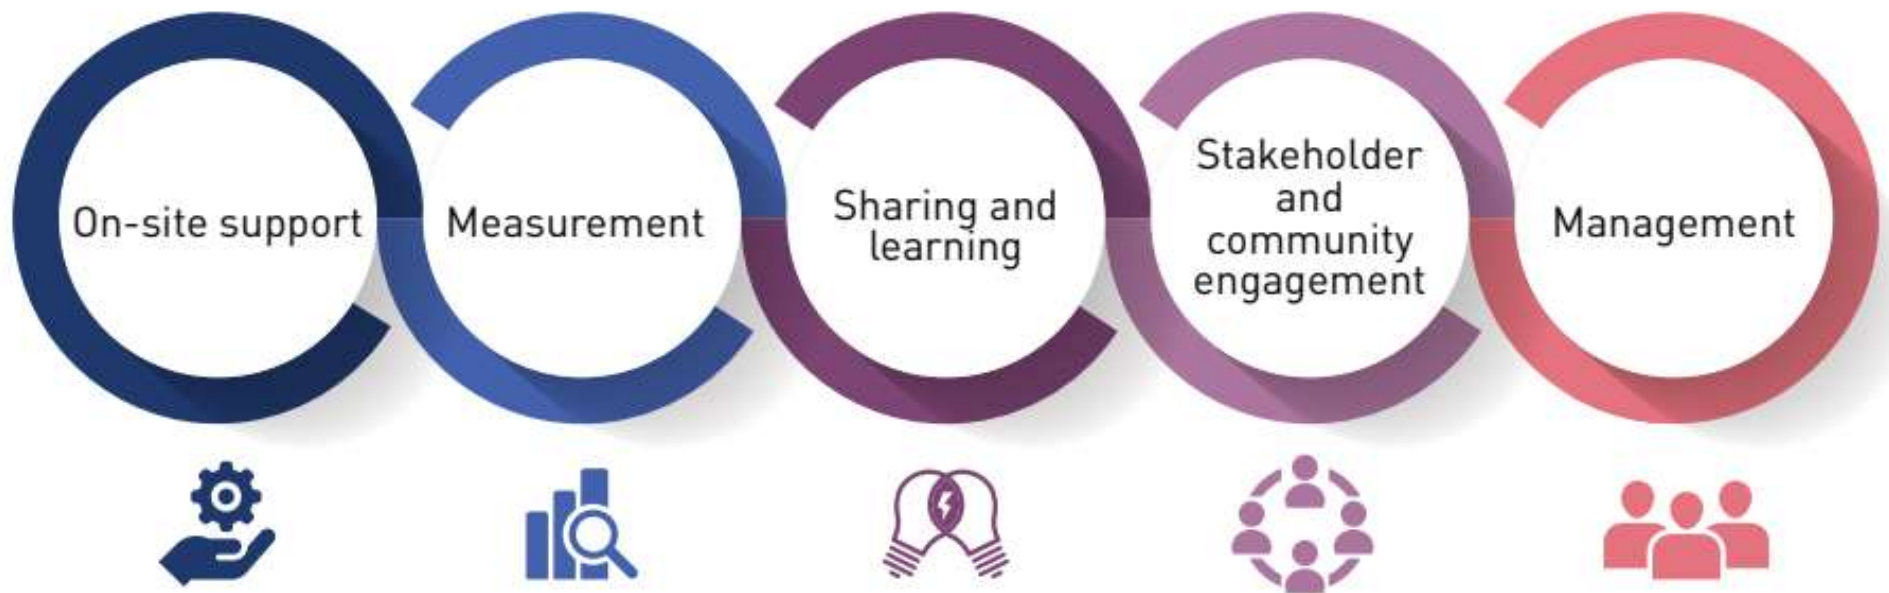 On-site support
Measurement
Sharing and
learning
Stakeholder
and
community
engagement
Management